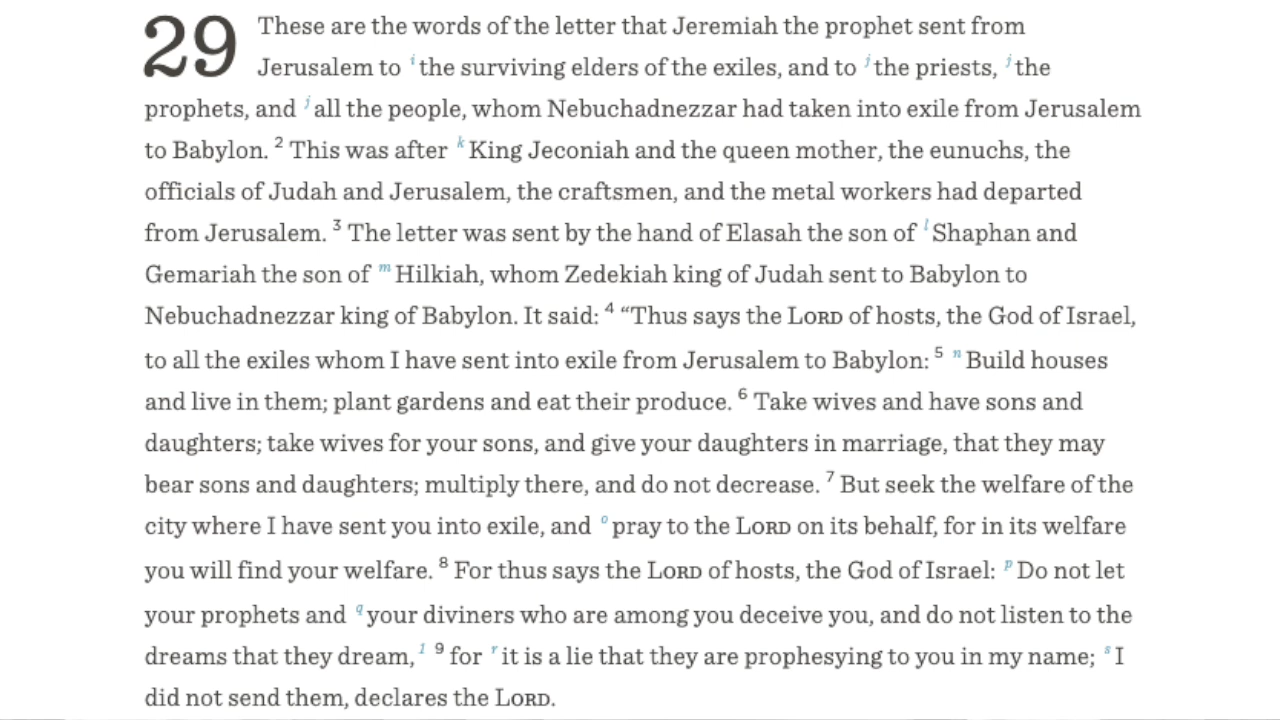 29 These are the words of the letter that Jeremiah the prophet sent from
Jerusalem to i the surviving elders of the exiles, and to j the priests, j the
prophets, and j all the people, whom Nebuchadnezzar had taken into exile from Jerusalem
to Babylon. 2 This was after k King Jeconiah and the queen mother, the eunuchs, the
officials of Judah and Jerusalem, the craftsmen, and the metal workers had departed
from Jerusalem. 3 The letter was sent by the hand of Elasah the son of l Shaphan and
Gemariah the son of m Hilkiah, whom Zedekiah king of Judah sent to Babylon to
Nebuchadnezzar king of Babylon. It said: 4 “Thus says the LORD of hosts, the God of Israel,
to all the exiles whom I have sent into exile from Jerusalem to Babylon: 5 n Build houses
and live in them; plant gardens and eat their produce. 6 Take wives and have sons and
daughters; take wives for your sons, and give your daughters in marriage, that they may
bear sons and daughters; multiply there, and do not decrease. 7 But seek the welfare of the
city where I have sent you into exile, and o pray to the LORD on its behalf, for in its welfare
you will find your welfare. 8 For thus says the LORD of hosts, the God of Israel: p Do not let
your prophets and q your diviners who are among you deceive you, and do not listen to the
dreams that they dream, 1 9 for r it is a lie that they are prophesying to you in my name; s I
did not send them, declares the LORD.